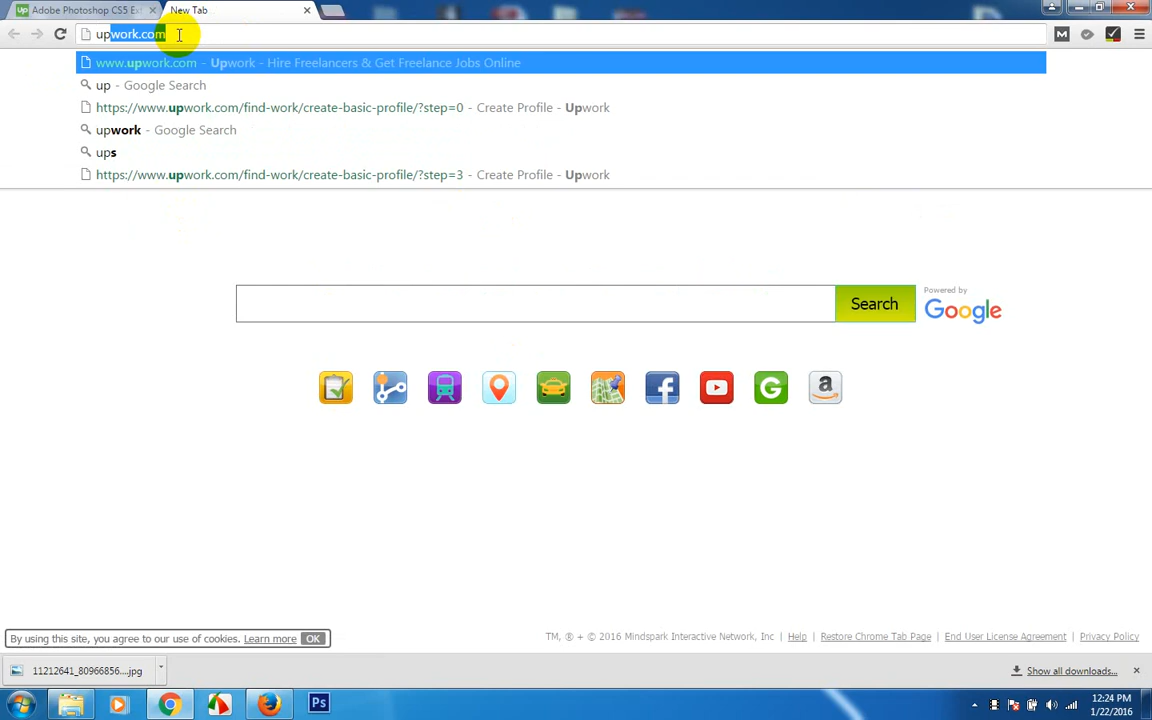 Adobe Photoshop CS5 Ex
New Tab
upwork.com
www.upwork.com - Upwork - Hire Freelancers & Get Freelance Jobs Online
up - Google Search
https://www.upwork.com/find-work/create-basic-profile/?step=0 - Create Profile - Upwork
upwork - Google Search
ups
https://www.upwork.com/find-work/create-basic-profile/?step=3 - Create Profile - Upwork
Search
Powered by
Google
By using this site, you agree to our use of cookies. Learn more OK
TM, ® + © 2016 Mindspark Interactive Network, Inc | Help | Restore Chrome Tab Page | End User License Agreement | Privacy Policy
11212641_80966856....jpg
Show all downloads...
Ps
12:24 PM
1/22/2016